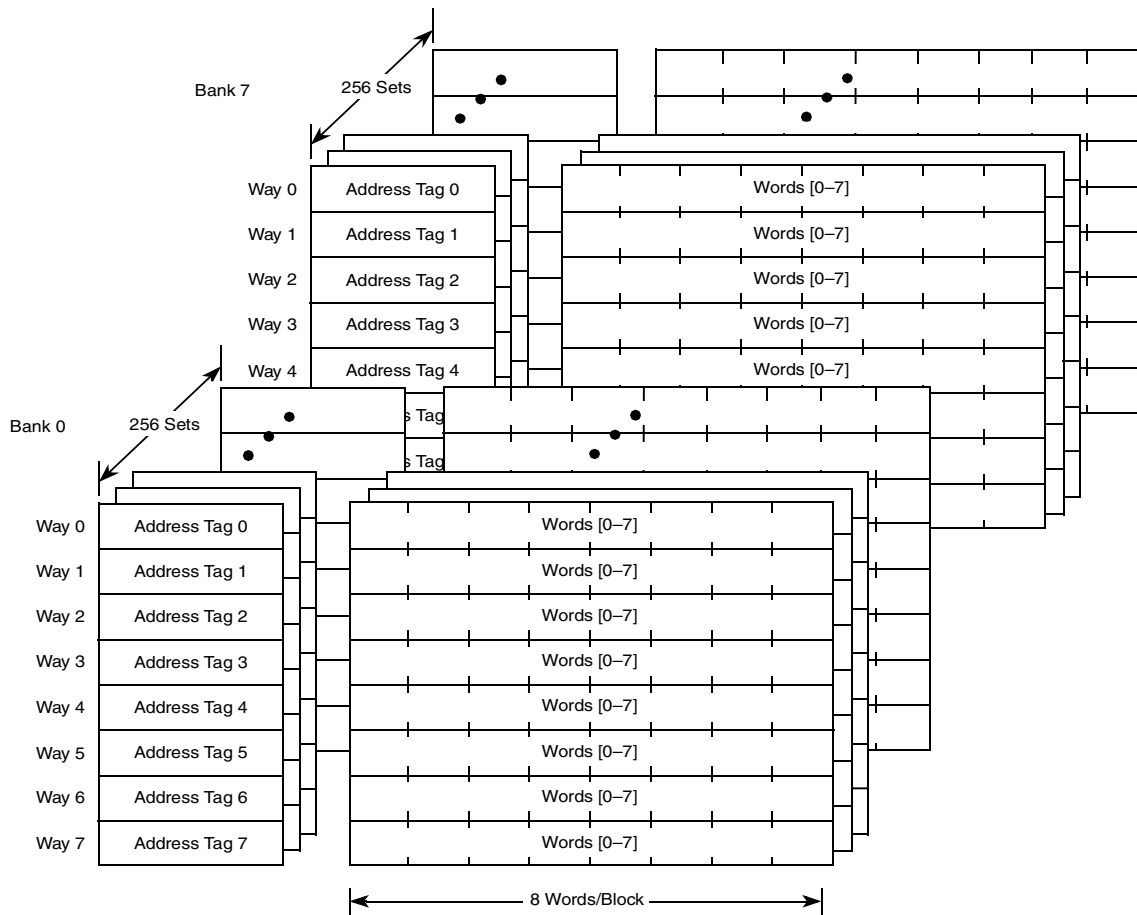 Bank 7
256 Sets
Way 0 Address Tag 0 Words [0–7]
Way 1 Address Tag 1 Words [0–7]
Way 2 Address Tag 2 Words [0–7]
Way 3 Address Tag 3 Words [0–7]
Way 4 Address Tag 4 Words [0–7]
Bank 0
256 Sets
s Tag
s Tag
Way 0 Address Tag 0 Words [0–7]
Way 1 Address Tag 1 Words [0–7]
Way 2 Address Tag 2 Words [0–7]
Way 3 Address Tag 3 Words [0–7]
Way 4 Address Tag 4 Words [0–7]
Way 5 Address Tag 5 Words [0–7]
Way 6 Address Tag 6 Words [0–7]
Way 7 Address Tag 7 Words [0–7]
8 Words/Block